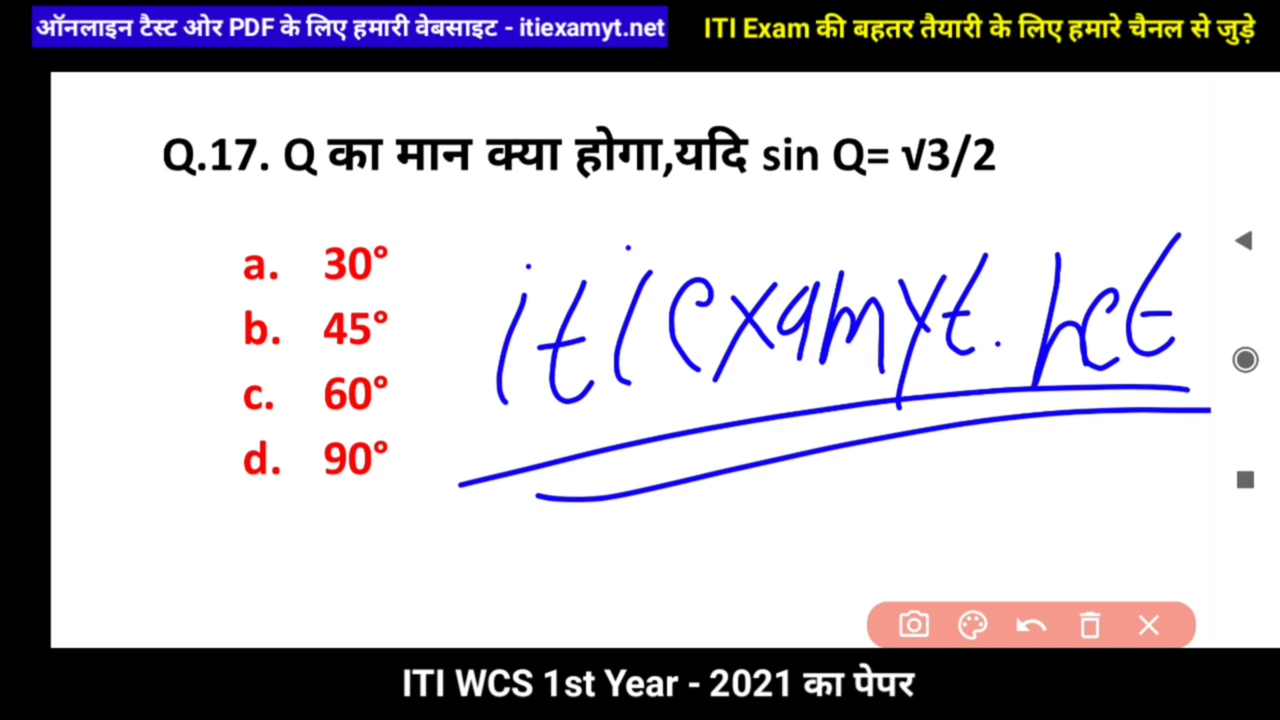 ऑनलाइन टैस्ट ओर PDF के लिए हमारी वेबसाइट - itiexamyt.net
ITI Exam की बहतर तैयारी के लिए हमारे चैनल से जुड़े
Q.17. Q का मान क्या होगा,यदि sin Q= √3/2
a. 30°
b. 45°
c. 60°
d. 90°
itiexamyt.net
ITI WCS 1st Year - 2021 का पेपर